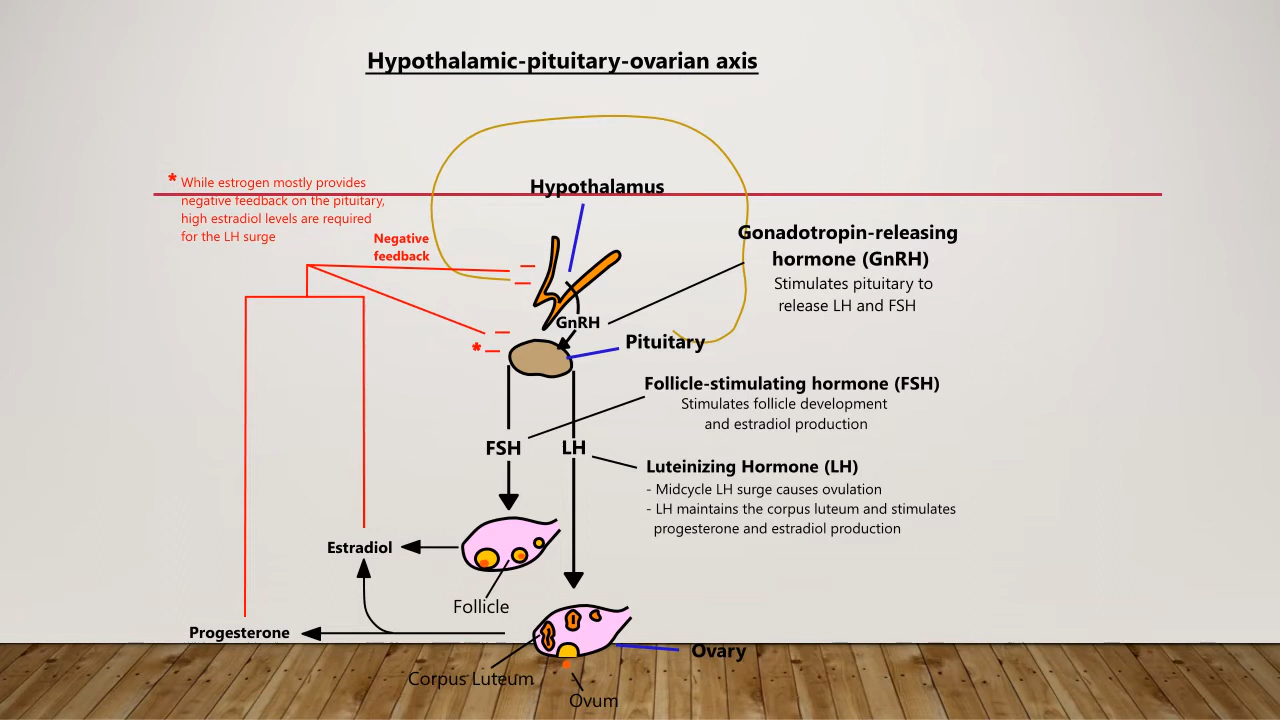 Hypothalamic-pituitary-ovarian axis
* While estrogen mostly provides
negative feedback on the pituitary,
high estradiol levels are required
for the LH surge
Negative
feedback
Hypothalamus
Gonadotropin-releasing
hormone (GnRH)
Stimulates pituitary to
release LH and FSH
GnRH
Pituitary
*
Follicle-stimulating hormone (FSH)
Stimulates follicle development
and estradiol production
FSH
LH
Luteinizing Hormone (LH)
- Midcycle LH surge causes ovulation
- LH maintains the corpus luteum and stimulates
progesterone and estradiol production
Estradiol
Follicle
Progesterone
Ovary
Corpus Luteum
Ovum